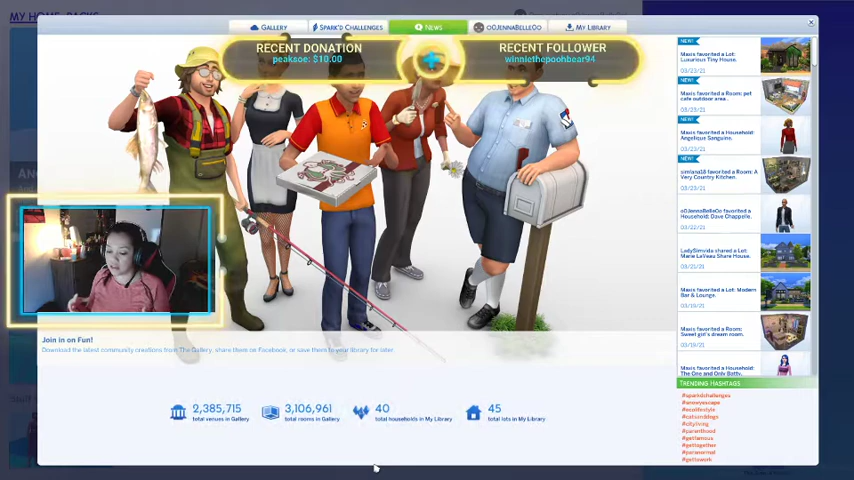 MY HOME PACKS
GALLERY
SPARK'D CHALLENGES
NEWS
oOJennaBelleOo
MY LIBRARY
RECENT DONATION
peaksoe: $10.00
RECENT FOLLOWER
winniethepoohbear94
NEW!
Maxis favorited a Lot: Luxurious Tiny House.
03/23/21
NEW!
Maxis favorited a Room: pet cafe outdoor area..
03/23/21
NEW!
Maxis favorited a Household: Angelique Sanguine.
03/23/21
NEW!
simiana18 favorited a Room: A Very Country Kitchen.
03/23/21
oOJennaBelleOo favorited a Household: Dave Chappelle.
03/22/21
LadySimvida shared a Lot: Marie LaVeau Share House.
03/21/21
Maxis favorited a Lot: Modern Bar & Lounge.
03/19/21
Maxis favorited a Room: Sweet girl's dream room.
03/19/21
Maxis favorited a Household: The One and Only Betty.
TRENDING HASHTAGS
#sparkdchallenges
#snowyescape
#ecolifestyle
#catsanddogs
#cityliving
#parenthood
#getfamous
#gettogether
#paranormal
#gettowork
Join in on Fun!
Download the latest community creations from The Gallery, share them on Facebook, or save them to your library for later.
2,385,715
total venues in Gallery
3,106,961
total rooms in Gallery
40
total households in My Library
45
total lots in My Library